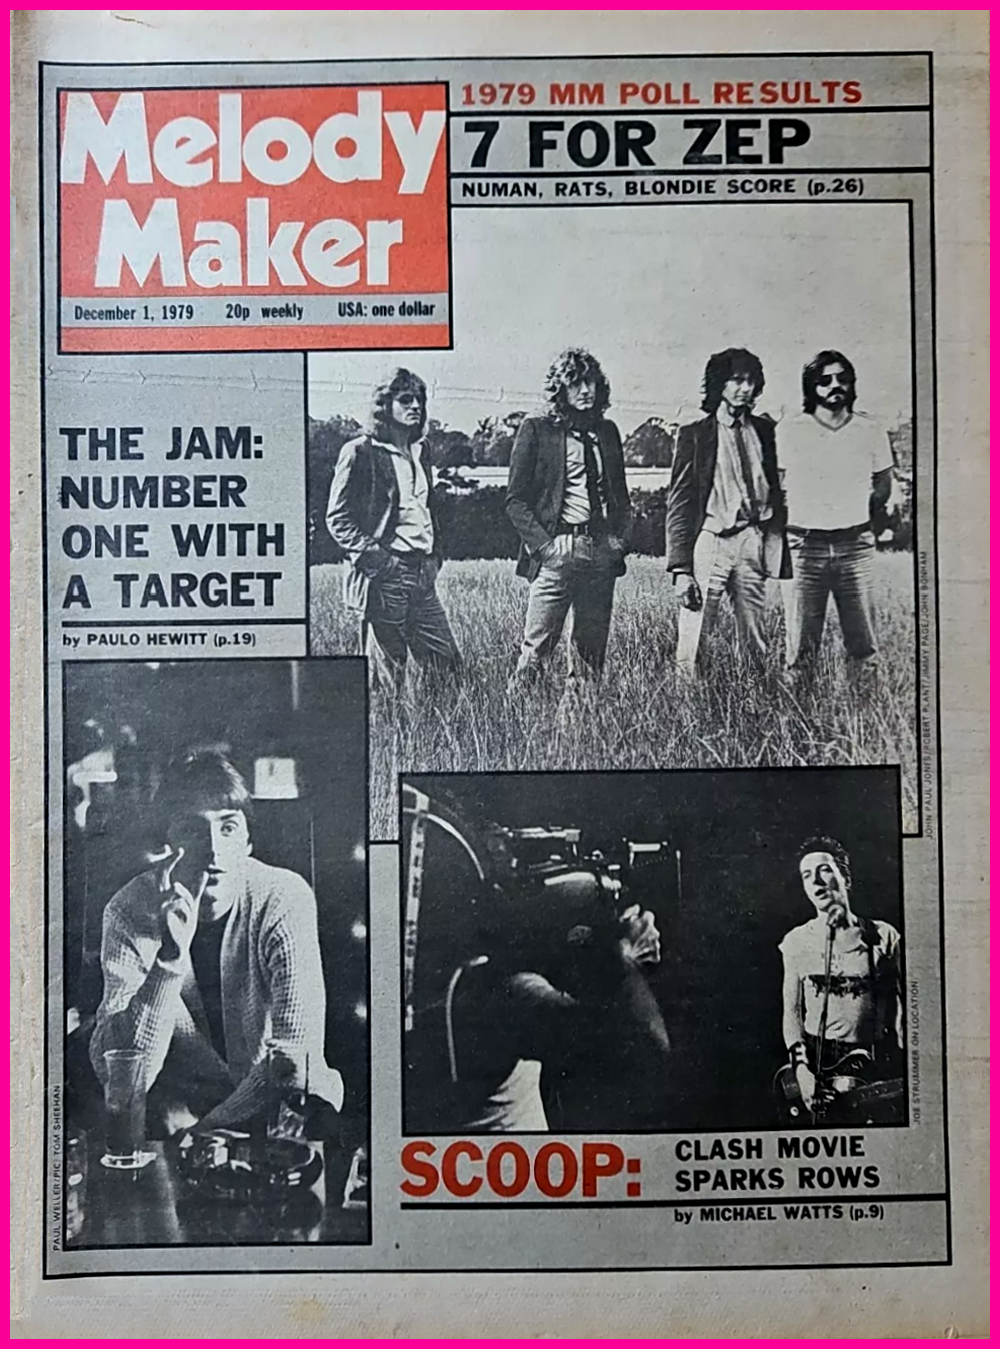 Melody
Maker
December 1, 1979 20p weekly USA: one dollar
1979 MM POLL RESULTS
7 FOR ZEP
NUMAN, RATS, BLONDIE SCORE (p.26)
THE JAM:
NUMBER
ONE WITH
A TARGET
by PAULO HEWITT (p.19)
JOHN PAUL JONES/ROBERT PLANT/JIMMY PAGE/JOHN BONHAM
PAUL WELLER/PIC: TOM SHEEHAN
JOE STRUMMER ON LOCATION
SCOOP:
CLASH MOVIE
SPARKS ROWS
by MICHAEL WATTS (p.9)